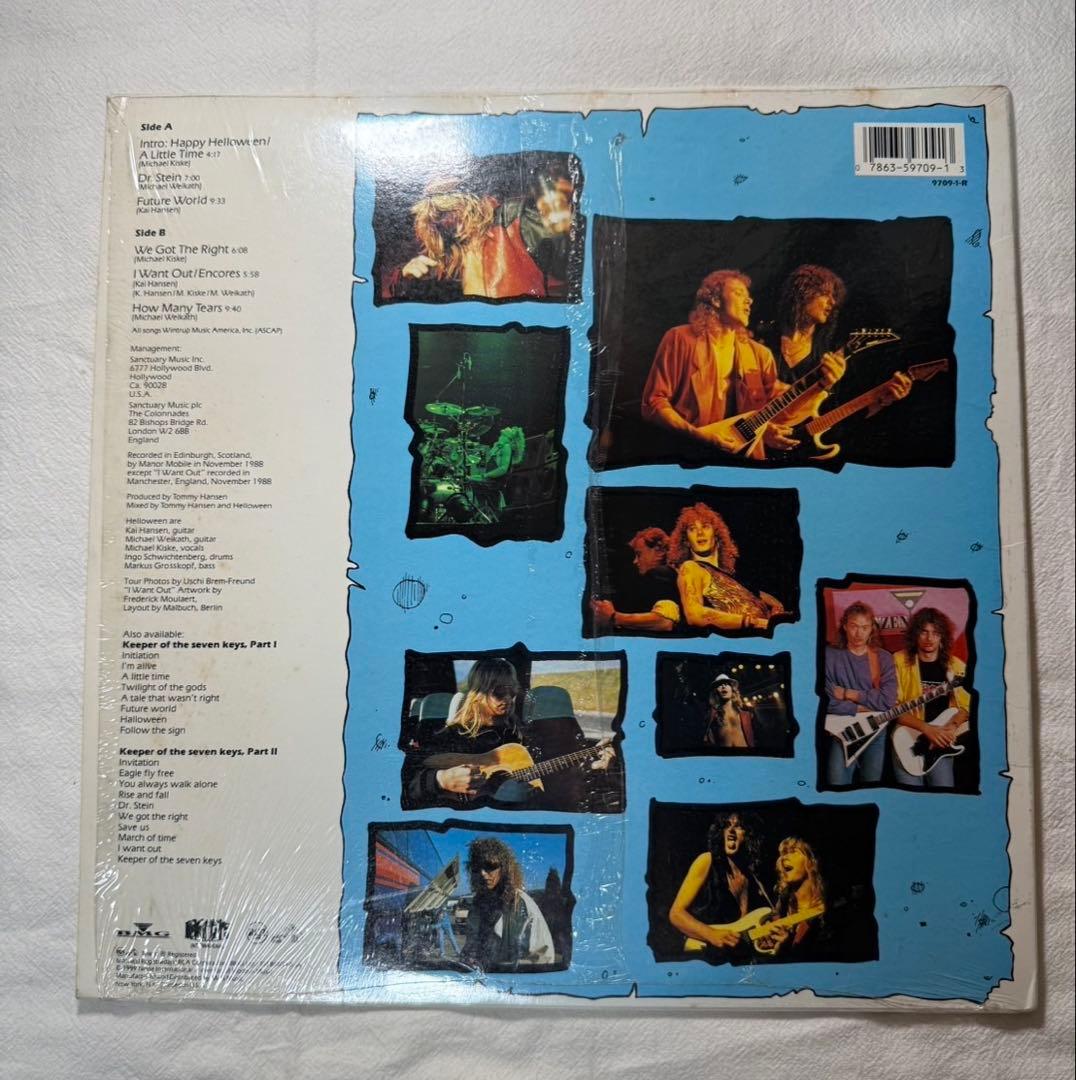 Side A
Intro: Happy Helloween/
A Little Time 4:17
(Michael Kiske)
Dr. Stein 7:00
(Michael Weikath)
Future World 9:33
(Kai Hansen)
Side B
We Got The Right 6:08
(Michael Kiske)
I Want Out/Encores 5:58
(Kai Hansen)
(K. Hansen/M. Kiske/M. Weikath)
How Many Tears 9:40
(Michael Weikath)
All songs Wintrup Music America, Inc. (ASCAP)
Management:
Sanctuary Music Inc.
6777 Hollywood Blvd.
Hollywood
Ca. 90028
U.S.A.
Sanctuary Music plc
The Colonnades
82 Bishops Bridge Rd.
London W2 6BB
England
Recorded in Edinburgh, Scotland,
by Manor Mobile in November 1988
except "I Want Out" recorded in
Manchester, England, November 1988
Produced by Tommy Hansen
Mixed by Tommy Hansen and Helloween
Helloween are
Kai Hansen, guitar
Michael Weikath, guitar
Michael Kiske, vocals
Ingo Schwichtenberg, drums
Markus Grosskopf, bass
Tour Photos by Uschi Brem-Freund
"I Want Out" Artwork by
Frederick Moulaert,
Layout by Malbuch, Berlin
Also available:
Keeper of the seven keys, Part I
Initiation
I'm alive
A little time
Twilight of the gods
A tale that wasn't right
Future world
Halloween
Follow the sign
Keeper of the seven keys, Part II
Invitation
Eagle fly free
You always walk alone
Rise and fall
Dr. Stein
We got the right
Save us
March of time
I want out
Keeper of the seven keys
BMG
Registered
New York, N.Y.
0 7863-59709-1 3
9709-1-R